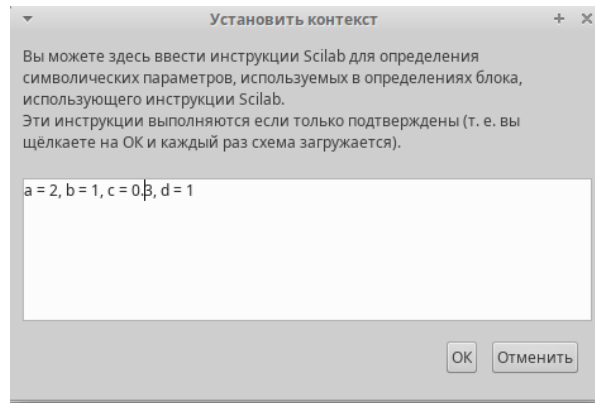 Установить контекст
Вы можете здесь ввести инструкции Scilab для определения
символических параметров, используемых в определениях блока,
использующего инструкции Scilab.
Эти инструкции выполняются если только подтверждены (т. е. вы
щёлкаете на ОК и каждый раз схема загружается).
a = 2, b = 1, c = 0.3, d = 1
ОК Отменить